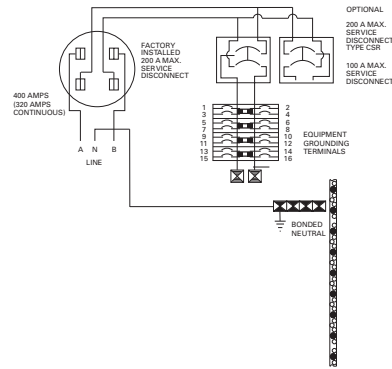 OPTIONAL
200 A MAX.
SERVICE
DISCONNECT
TYPE CSR
100 A MAX.
SERVICE
DISCONNECT
FACTORY
INSTALLED
200 A MAX.
SERVICE
DISCONNECT
400 AMPS
(320 AMPS
CONTINUOUS)
A N B
LINE
1 2
3 4
5 6
7 8
9 10
11 12
13 14
15 16
EQUIPMENT
GROUNDING
TERMINALS
BONDED
NEUTRAL